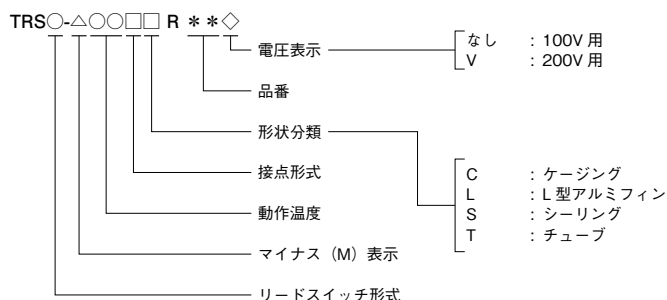 TRS○-△○○□□ R ＊＊◇
電圧表示
なし : 100V 用
V : 200V 用
品番
形状分類
接点形式
C : ケージング
L : L 型アルミフィン
S : シーリング
T : チューブ
動作温度
マイナス（M）表示
リードスイッチ形式